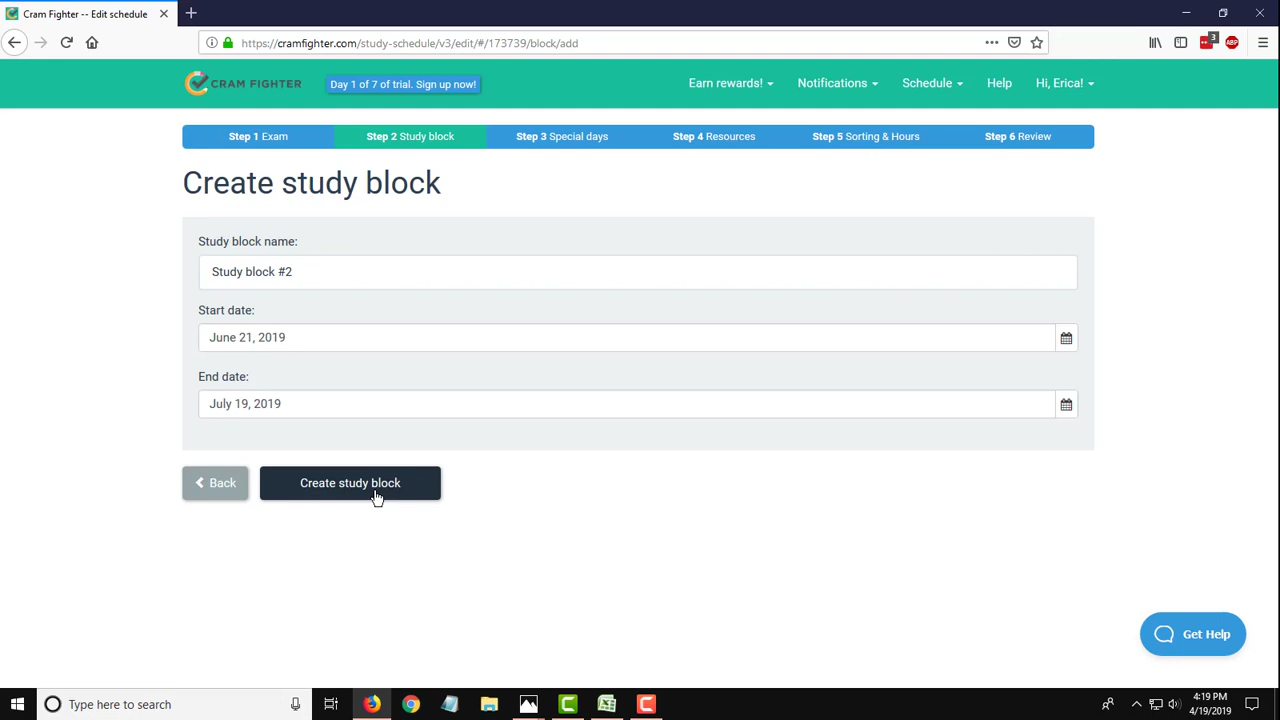 Cram Fighter -- Edit schedule
https://cramfighter.com/study-schedule/v3/edit/#/173739/block/add
3
ABP
CRAM FIGHTER
Day 1 of 7 of trial. Sign up now!
Earn rewards!
Notifications
Schedule
Help
Hi, Erica!
Step 1 Exam
Step 2 Study block
Step 3 Special days
Step 4 Resources
Step 5 Sorting & Hours
Step 6 Review
Create study block
Study block name:
Study block #2
Start date:
June 21, 2019
End date:
July 19, 2019
Back
Create study block
Get Help
Type here to search
4:19 PM
4/19/2019